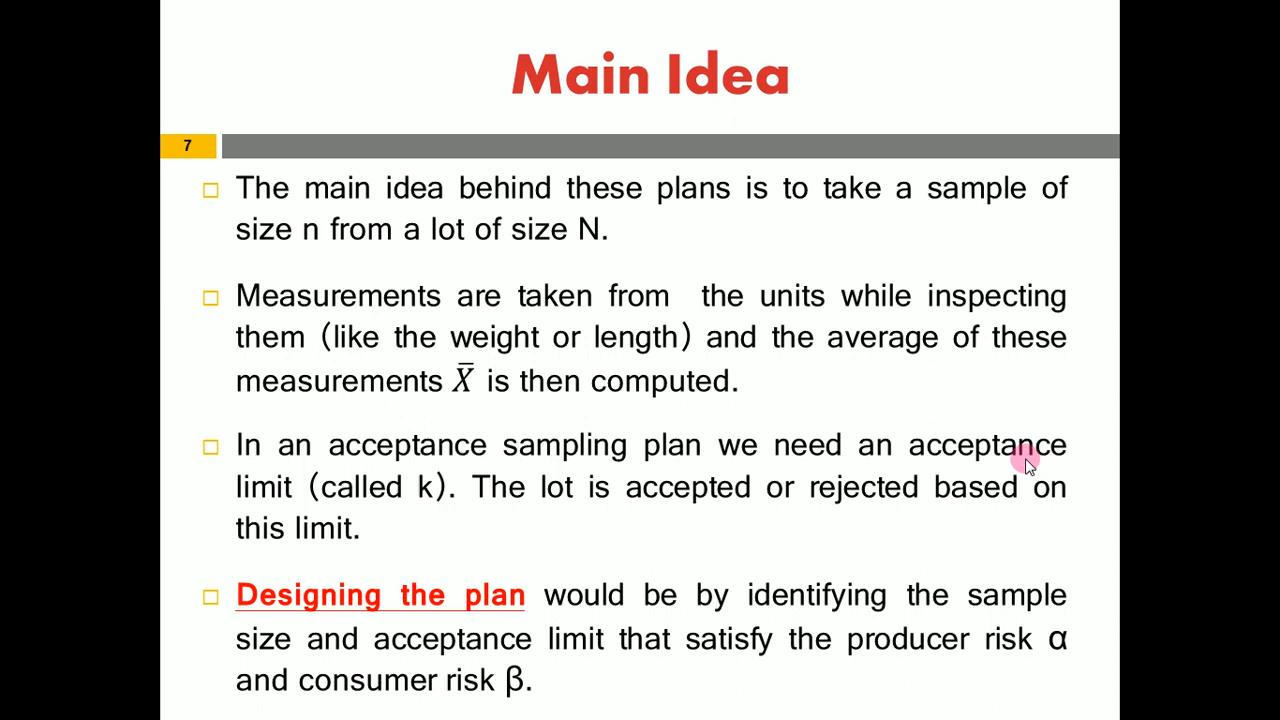 Main Idea
7
The main idea behind these plans is to take a sample of
size n from a lot of size N.
Measurements are taken from the units while inspecting
them (like the weight or length) and the average of these
measurements X̿ is then computed.
In an acceptance sampling plan we need an acceptance
limit (called k). The lot is accepted or rejected based on
this limit.
Designing the plan would be by identifying the sample
size and acceptance limit that satisfy the producer risk α
and consumer risk β.